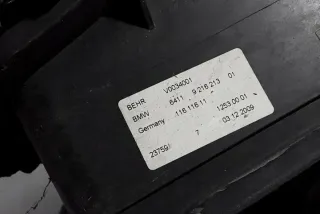 BEHR V0034001
BMW 6411 9 216 213 01
Germany 116 116 11 1253.00.01
23759 7 03.12.2009